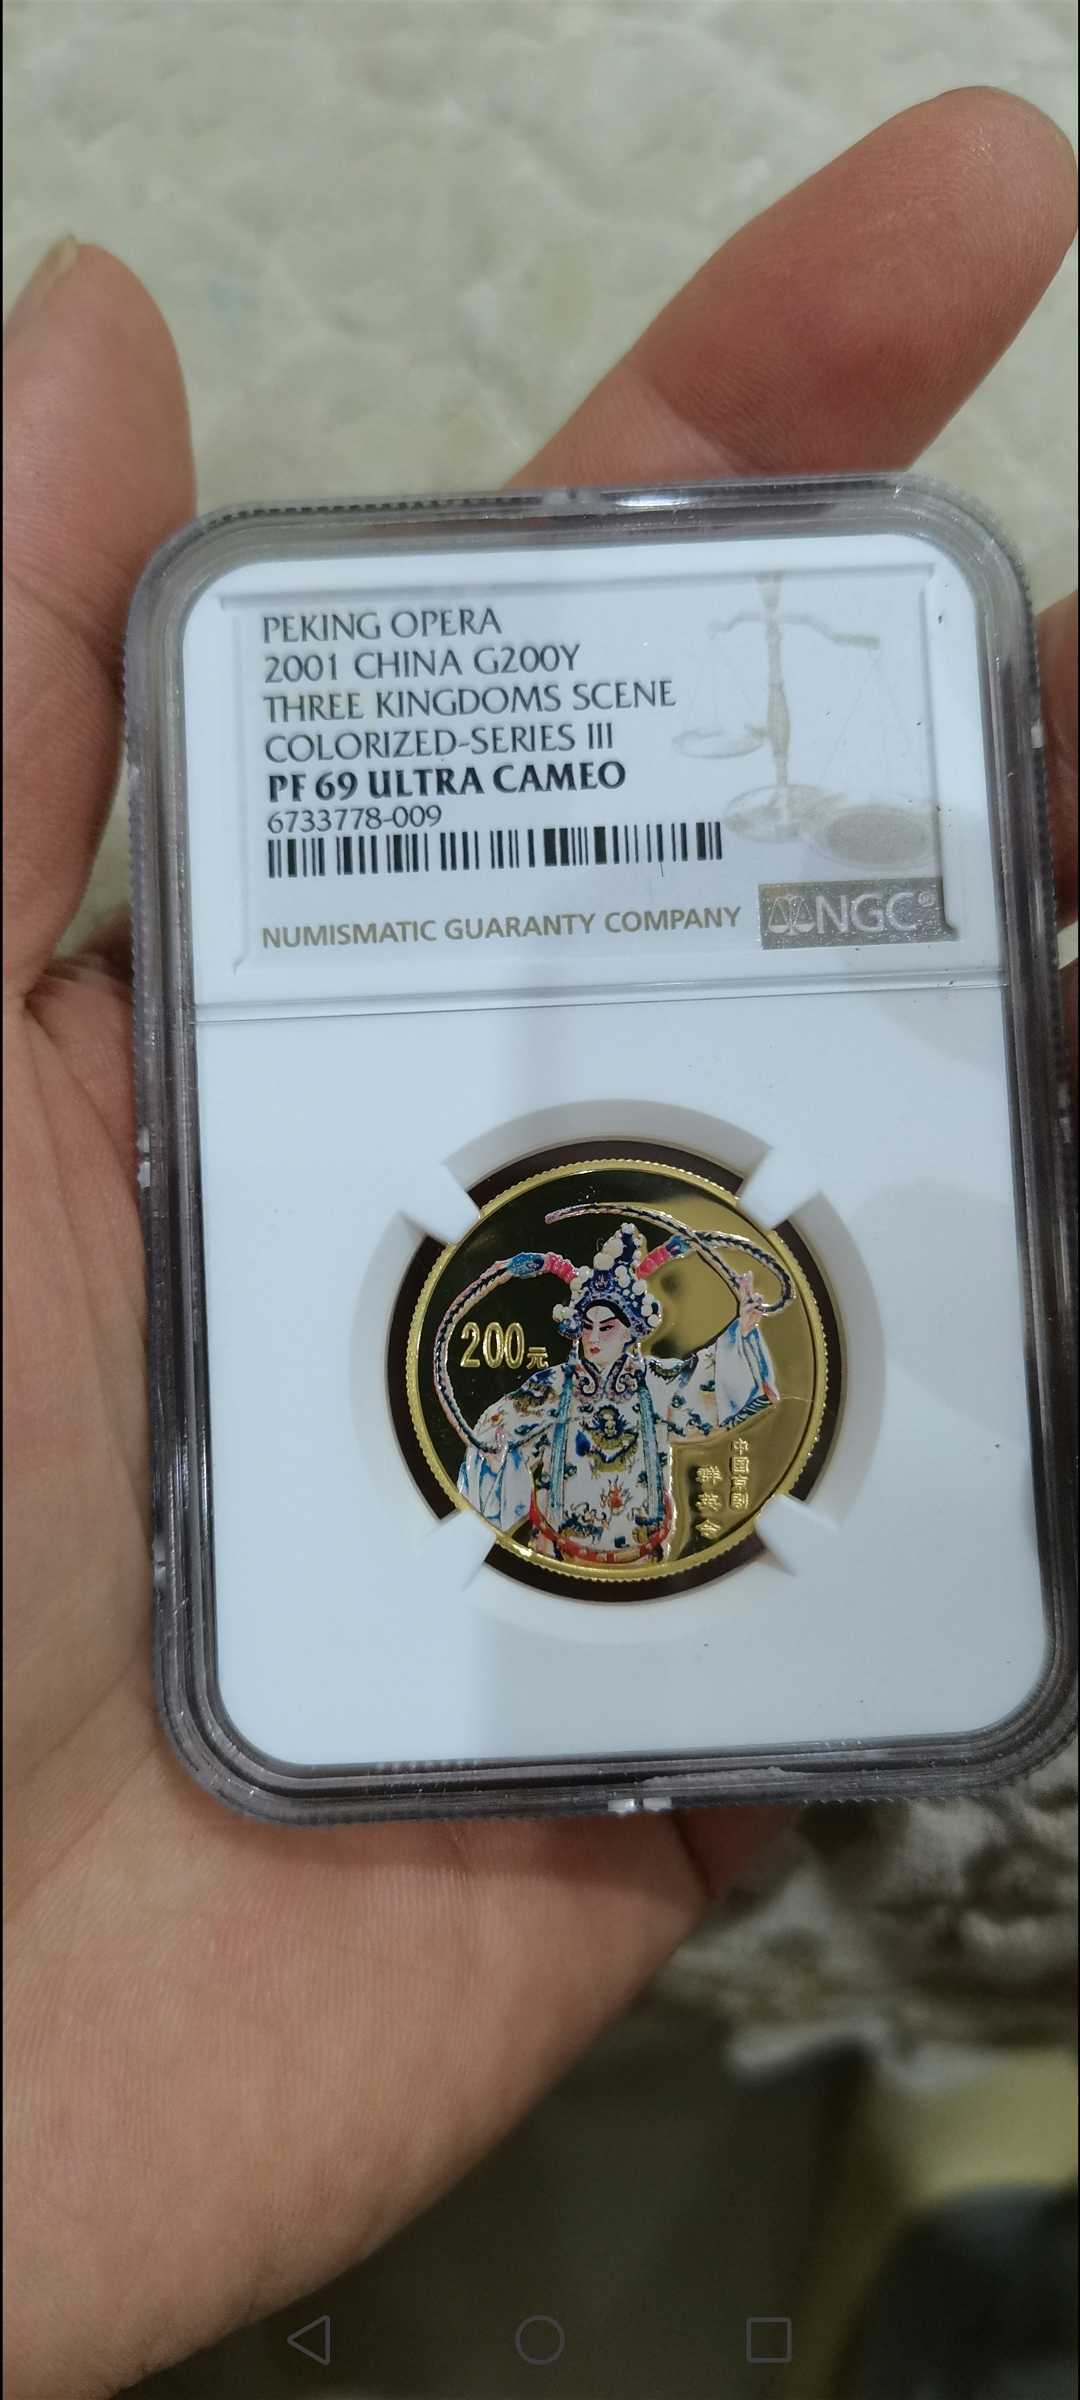 PEKING OPERA
2001 CHINA G200Y
THREE KINGDOMS SCENE
COLORIZED-SERIES III
PF 69 ULTRA CAMEO
6733778-009
NUMISMATIC GUARANTY COMPANY
NGC®
200元
中国京剧
群英会